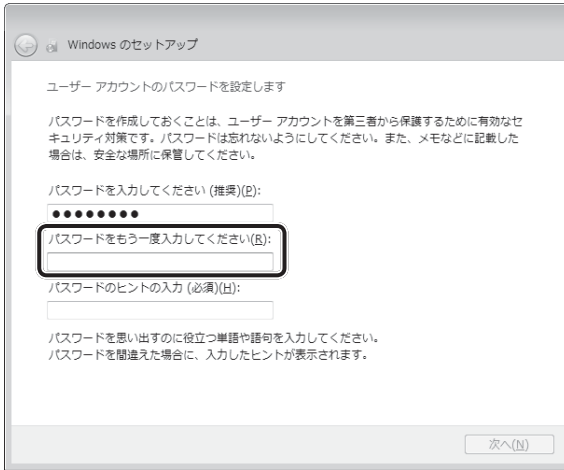 Windows のセットアップ
ユーザー アカウントのパスワードを設定します
パスワードを作成しておくことは、ユーザー アカウントを第三者から保護するために有効なセ
キュリティ対策です。パスワードは忘れないようにしてください。また、メモなどに記載した
場合は、安全な場所に保管してください。
パスワードを入力してください (推奨)(P):
●●●●●●●●
パスワードをもう一度入力してください(R):
パスワードのヒントの入力 (必須)(H):
パスワードを思い出すのに役立つ単語や語句を入力してください。
パスワードを間違えた場合に、入力したヒントが表示されます。
次へ(N)